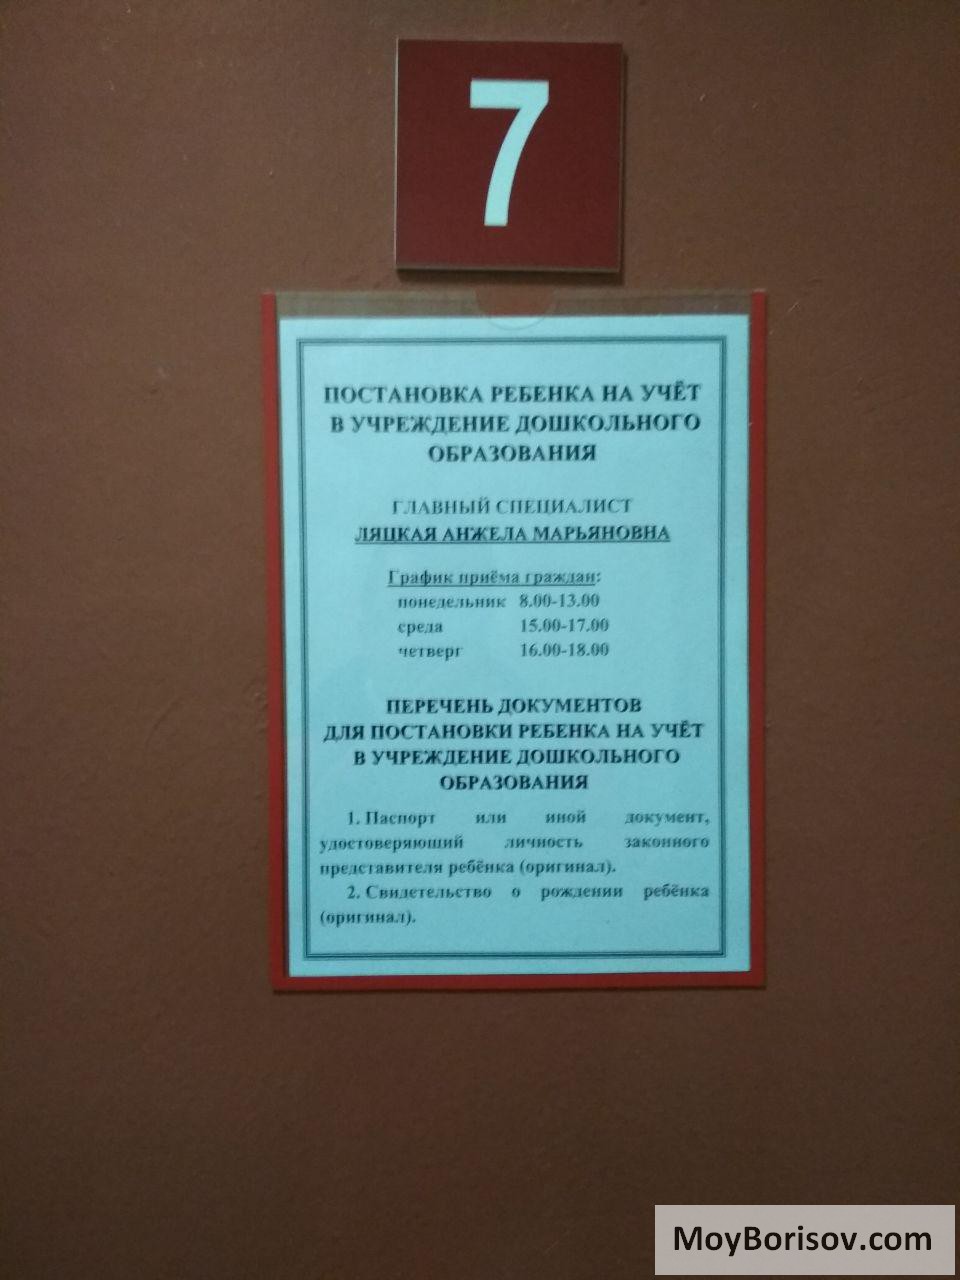 7
ПОСТАНОВКА РЕБЕНКА НА УЧЁТ
В УЧРЕЖДЕНИЕ ДОШКОЛЬНОГО
ОБРАЗОВАНИЯ
ГЛАВНЫЙ СПЕЦИАЛИСТ
ЛЯЦКАЯ АНЖЕЛА МАРЬЯНОВНА
График приёма граждан:
понедельник 8.00-13.00
среда 15.00-17.00
четверг 16.00-18.00
ПЕРЕЧЕНЬ ДОКУМЕНТОВ
ДЛЯ ПОСТАНОВКИ РЕБЕНКА НА УЧЁТ
В УЧРЕЖДЕНИЕ ДОШКОЛЬНОГО
ОБРАЗОВАНИЯ
1. Паспорт или иной документ,
удостоверяющий личность законного
представителя ребёнка (оригинал).
2. Свидетельство о рождении ребёнка
(оригинал).
MoyBorisov.com